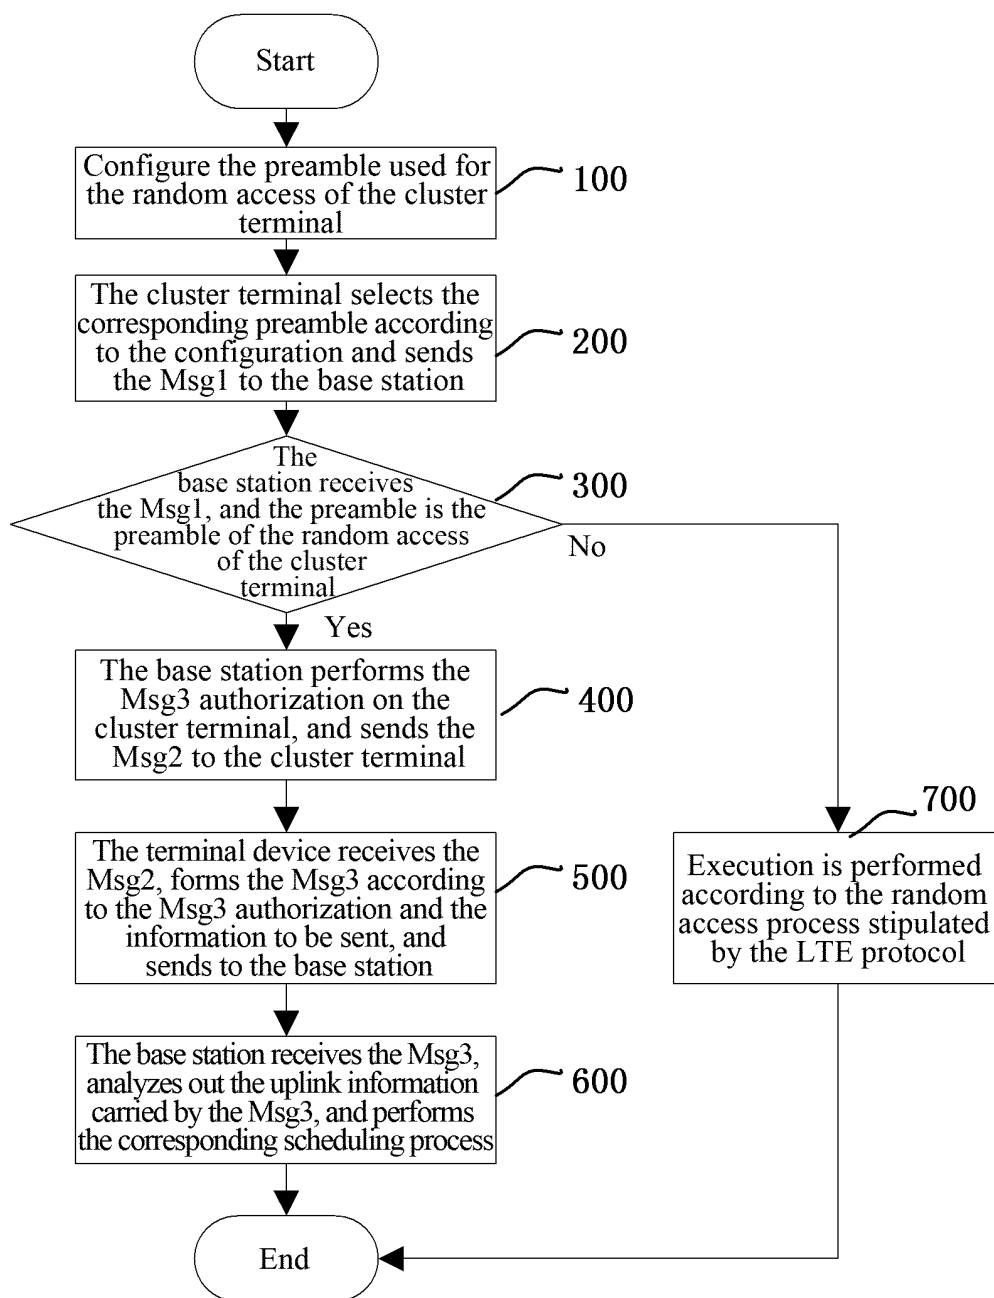 Start
Configure the preamble used for
the random access of the cluster
terminal
100
The cluster terminal selects the
corresponding preamble according
to the configuration and sends
the Msg1 to the base station
200
The
base station receives
the Msg1, and the preamble is the
preamble of the random access
of the cluster
terminal
300
No
Yes
The base station performs the
Msg3 authorization on the
cluster terminal, and sends the
Msg2 to the cluster terminal
400
The terminal device receives the
Msg2, forms the Msg3 according
to the Msg3 authorization and the
information to be sent, and
sends to the base station
500
700
Execution is performed
according to the random
access process stipulated
by the LTE protocol
The base station receives the Msg3,
analyzes out the uplink information
carried by the Msg3, and performs
the corresponding scheduling process
600
End